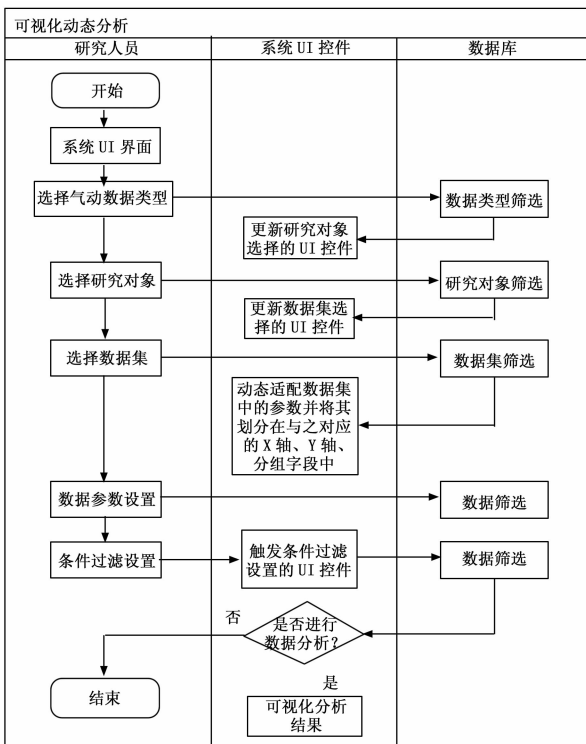 可视化动态分析
研究人员
系统 UI 控件
数据库
开始
系统 UI 界面
选择气动数据类型
数据类型筛选
更新研究对象
选择的 UI 控件
选择研究对象
研究对象筛选
更新数据集选
择的 UI 控件
选择数据集
数据集筛选
动态适配数据集
中的参数并将其
划分在与之对应
的 X 轴、Y 轴、
分组字段中
数据参数设置
数据筛选
条件过滤设置
触发条件过滤
设置的 UI 控件
数据筛选
否
是否进行
数据分析?
是
结束
可视化分析
结果